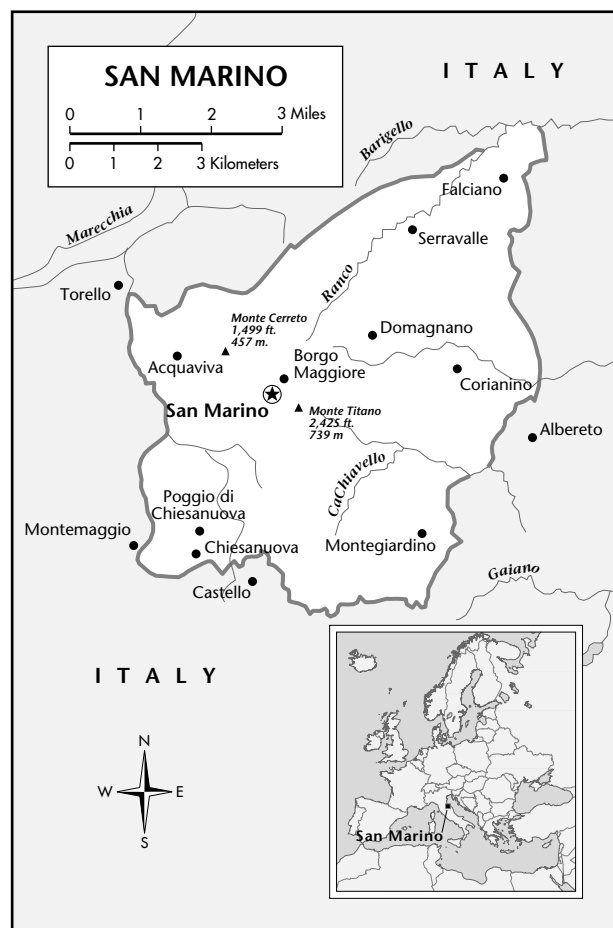 SAN MARINO
0 1 2 3 Miles
0 1 2 3 Kilometers
I T A L Y
Barigello
Falciano
Marecchia
Serravalle
Ranco
Torello
Monte Cerreto
1,499 ft.
457 m.
Domagnano
Acquaviva
Borgo
Maggiore
Corianino
San Marino
Monte Titano
2,425 ft.
739 m
Albereto
CaChiavello
Poggio di
Chiesanuova
Montemaggio
Chiesanuova
Montegiardino
Castello
Gaiano
I T A L Y
N
W E
S
San Marino